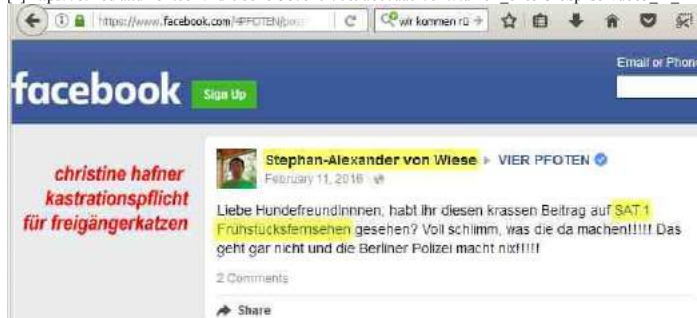 https://www.facebook.com/4PFOTEN/pos
wir kommen rü
Email or Phone
facebook
Sign Up
christine hafner
kastrationspflicht
für freigängerkatzen
Stephan-Alexander von Wiese ▸ VIER PFOTEN
February 11, 2016
Liebe HundefreundInnnen, habt ihr diesen krassen Beitrag auf SAT.1
Frühstücksfernsehen gesehen? Voll schlimm, was die da machen!!!!! Das
geht gar nicht und die Berliner Polizei macht nix!!!!!
2 Comments
Share